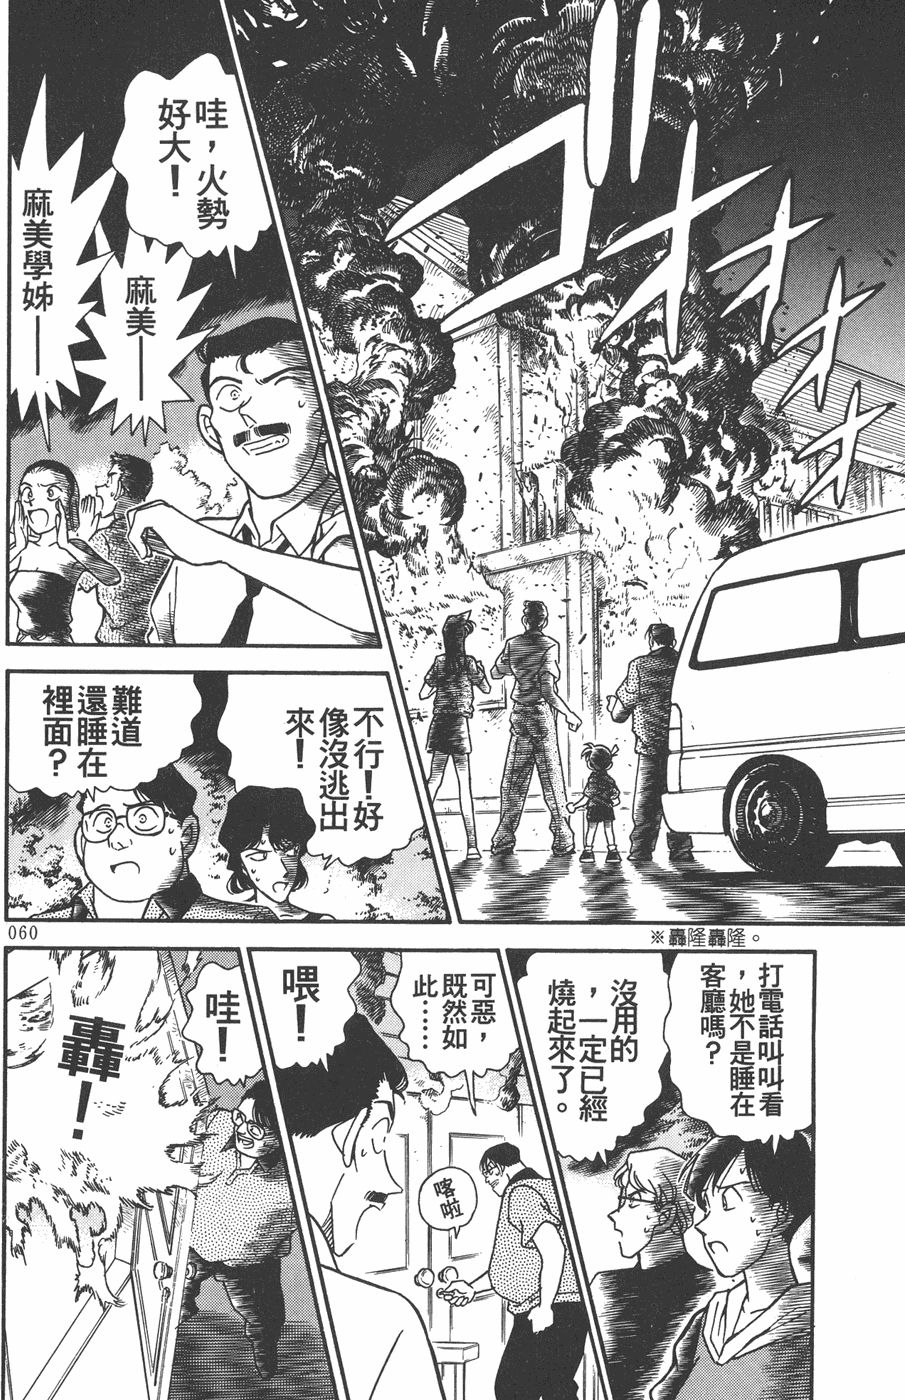 ゴオオオオオ
※轟隆轟隆。
哇，火勢
好大！
麻美——
麻美學姊——
不行！好
像沒逃出
來！
難道
還睡在
裡面？
060
打電話叫叫看
，她不是睡在
客廳嗎？
沒用的
，一定已經
燒起來了。
可惡，
既然如
此……
喀啦
喂！
哇！
轟！